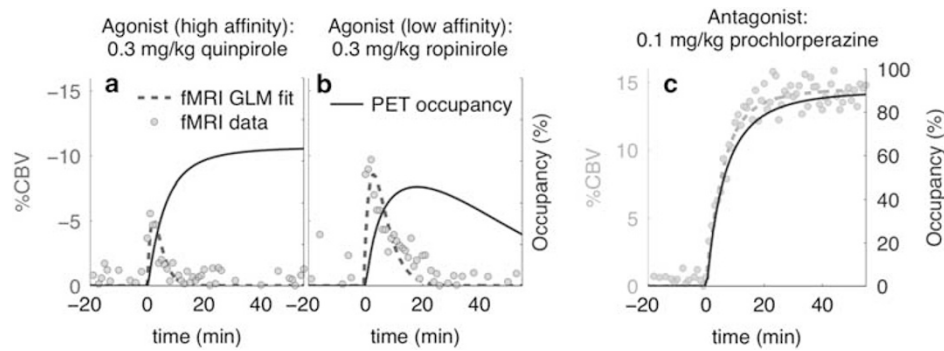 Agonist (high affinity):
0.3 mg/kg quinpirole
Agonist (low affinity):
0.3 mg/kg ropinirole
Antagonist:
0.1 mg/kg prochlorperazine
a
fMRI GLM fit
fMRI data
−15
−10
−5
0
%CBV
−20 0 20 40
time (min)
b
PET occupancy
Occupancy (%)
−20 0 20 40
time (min)
c
15
10
5
0
%CBV
100
80
60
40
20
0
Occupancy (%)
−20 0 20 40
time (min)